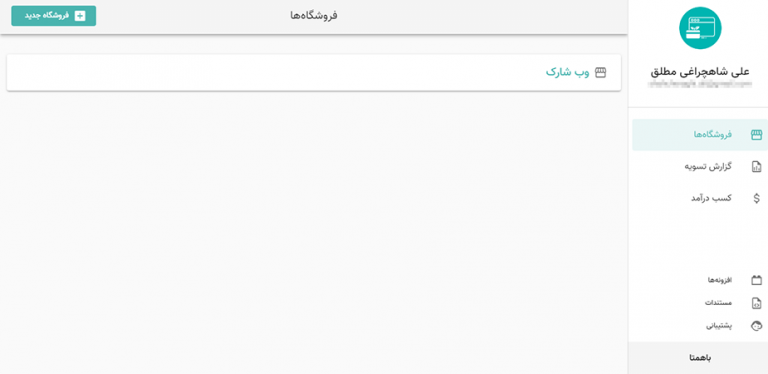 فروشگاه‌ها
فروشگاه جدید
وب شارک
علی شاهچراغی مطلق
فروشگاه‌ها
گزارش تسویه
کسب درآمد
افزونه‌ها
مستندات
پشتیبانی
باهمتا